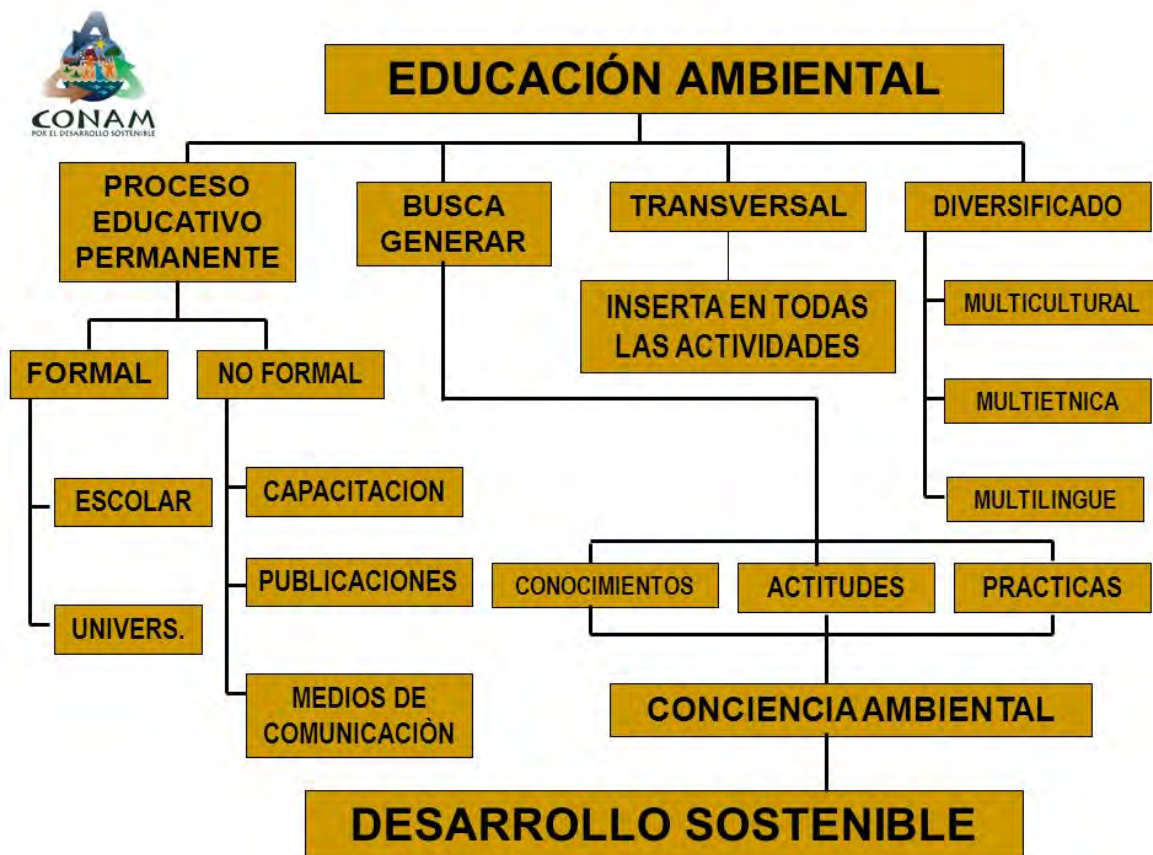 CONAM
POR EL DESARROLLO SOSTENIBLE
EDUCACIÓN AMBIENTAL
PROCESO
EDUCATIVO
PERMANENTE
BUSCA
GENERAR
TRANSVERSAL
DIVERSIFICADO
INSERTA EN TODAS
LAS ACTIVIDADES
MULTICULTURAL
MULTIETNICA
MULTILINGUE
FORMAL
NO FORMAL
ESCOLAR
UNIVERS.
CAPACITACION
PUBLICACIONES
MEDIOS DE
COMUNICACIÒN
CONOCIMIENTOS
ACTITUDES
PRACTICAS
CONCIENCIA AMBIENTAL
DESARROLLO SOSTENIBLE